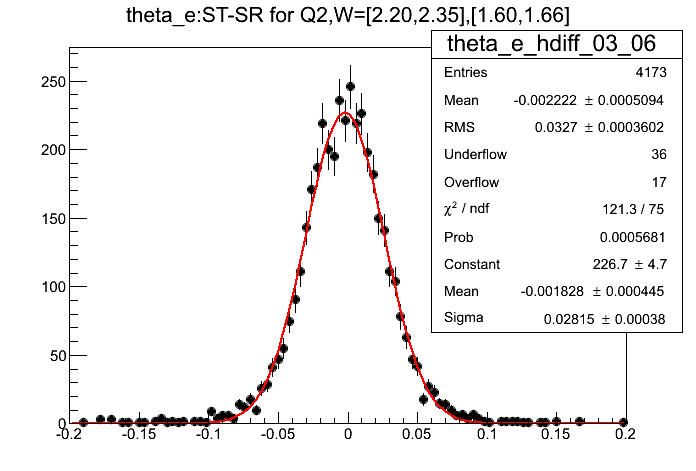 theta_e:ST-SR for Q2,W=[2.20,2.35],[1.60,1.66]
theta_e_hdiff_03_06
Entries 4173
Mean -0.002222 ± 0.0005094
RMS 0.0327 ± 0.0003602
Underflow 36
Overflow 17
χ² / ndf 121.3 / 75
Prob 0.0005681
Constant 226.7 ± 4.7
Mean -0.001828 ± 0.000445
Sigma 0.02815 ± 0.00038
250
200
150
100
50
0
-0.2 -0.15 -0.1 -0.05 0 0.05 0.1 0.15 0.2